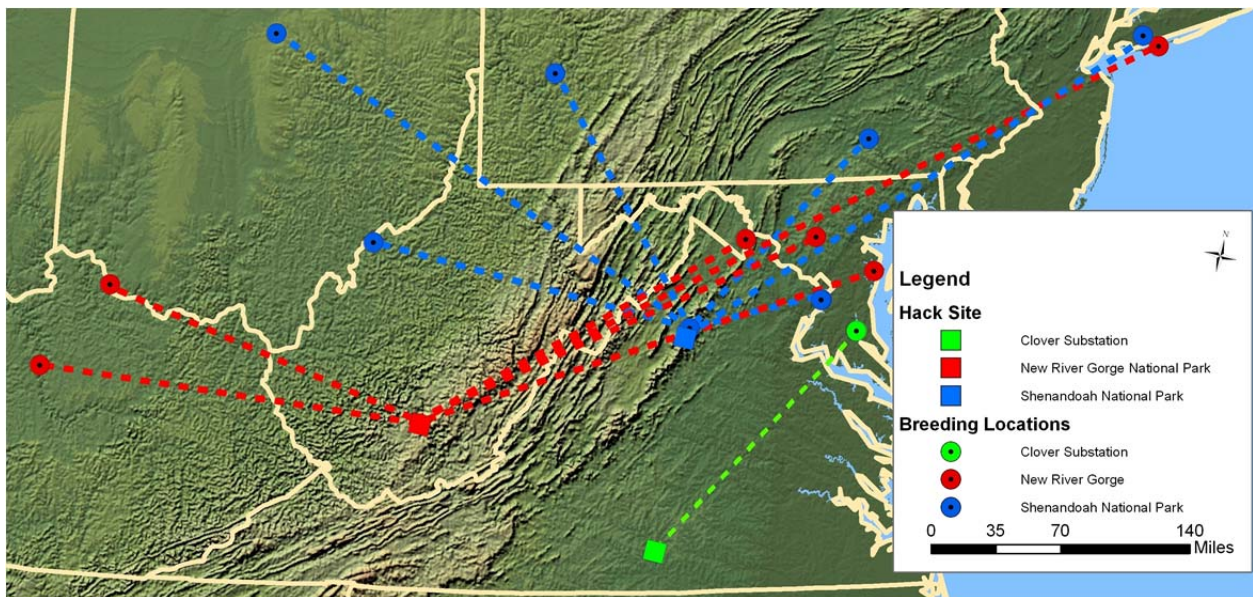 N
Legend
Hack Site
Clover Substation
New River Gorge National Park
Shenandoah National Park
Breeding Locations
Clover Substation
New River Gorge
Shenandoah National Park
0 35 70 140
Miles